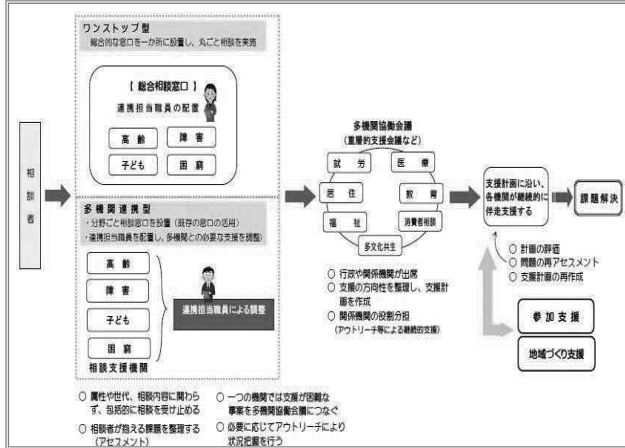 ワンストップ型
総合的な窓口を一か所に設置し、丸ごと相談を実施
【 総合相談窓口 】
連携担当職員の配置
高 齢
障 害
子ども
困 窮
相談者
多機関連携型
・分野ごと相談窓口を設置（既存の窓口の活用）
・連携担当職員を配置し、多機関との必要な支援を調整
高 齢
障 害
子ども
困 窮
相談支援機関
連携担当職員による調整
○ 属性や世代、相談内容に関わら
ず、包括的に相談を受け止める
○ 相談者が抱える課題を整理する
（アセスメント）
○ 一つの機関では支援が困難な
事案を多機関協働会議につなぐ
○ 必要に応じてアウトリーチにより
状況把握を行う
多機関協働会議
（重層的支援会議など）
就 労
医 療
居 住
教 育
福 祉
消費者相談
多文化共生
○ 行政や関係機関が出席
○ 支援の方向性を整理し、支援計
画を作成
○ 関係機関の役割分担
（アウトリーチ等による継続的支援）
支援計画に沿い、
各機関が継続的に
伴走支援する
課題解決
○ 計画の評価
○ 問題の再アセスメント
○ 支援計画の再作成
参 加 支 援
地域づくり支援